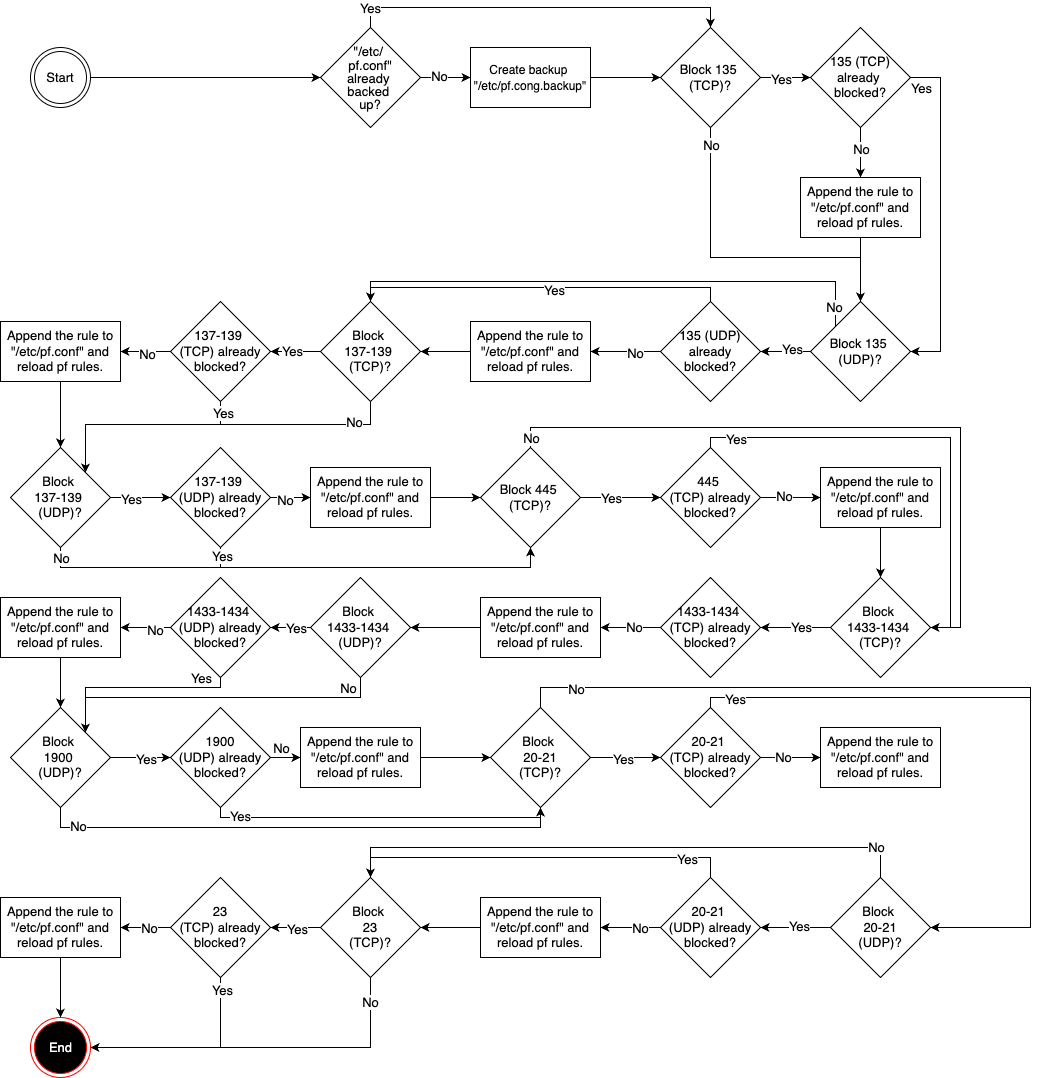 Yes
Start
"/etc/
pf.conf"
already
backed
up?
No
Create backup
"/etc/pf.cong.backup"
Block 135
(TCP)?
Yes
135 (TCP)
already
blocked?
Yes
No
No
Append the rule to
"/etc/pf.conf" and
reload pf rules.
Append the rule to
"/etc/pf.conf" and
reload pf rules.
No
137-139
(TCP) already
blocked?
Yes
Block
137-139
(TCP)?
Yes
Append the rule to
"/etc/pf.conf" and
reload pf rules.
No
135 (UDP)
already
blocked?
Yes
No
Block 135
(UDP)?
Yes
No
Block
137-139
(UDP)?
Yes
137-139
(UDP) already
blocked?
No
Append the rule to
"/etc/pf.conf" and
reload pf rules.
No
Block 445
(TCP)?
Yes
Yes
445
(TCP) already
blocked?
No
Append the rule to
"/etc/pf.conf" and
reload pf rules.
No
Yes
Append the rule to
"/etc/pf.conf" and
reload pf rules.
No
1433-1434
(UDP) already
blocked?
Yes
Block
1433-1434
(UDP)?
Append the rule to
"/etc/pf.conf" and
reload pf rules.
No
1433-1434
(TCP) already
blocked?
Yes
Block
1433-1434
(TCP)?
Yes
No
Block
1900
(UDP)?
Yes
1900
(UDP) already
blocked?
No
Append the rule to
"/etc/pf.conf" and
reload pf rules.
No
Block
20-21
(TCP)?
Yes
Yes
20-21
(TCP) already
blocked?
No
Append the rule to
"/etc/pf.conf" and
reload pf rules.
No
Yes
Yes
No
Append the rule to
"/etc/pf.conf" and
reload pf rules.
No
23
(TCP) already
blocked?
Yes
Block
23
(TCP)?
Append the rule to
"/etc/pf.conf" and
reload pf rules.
No
20-21
(UDP) already
blocked?
Yes
Block
20-21
(UDP)?
Yes
No
End